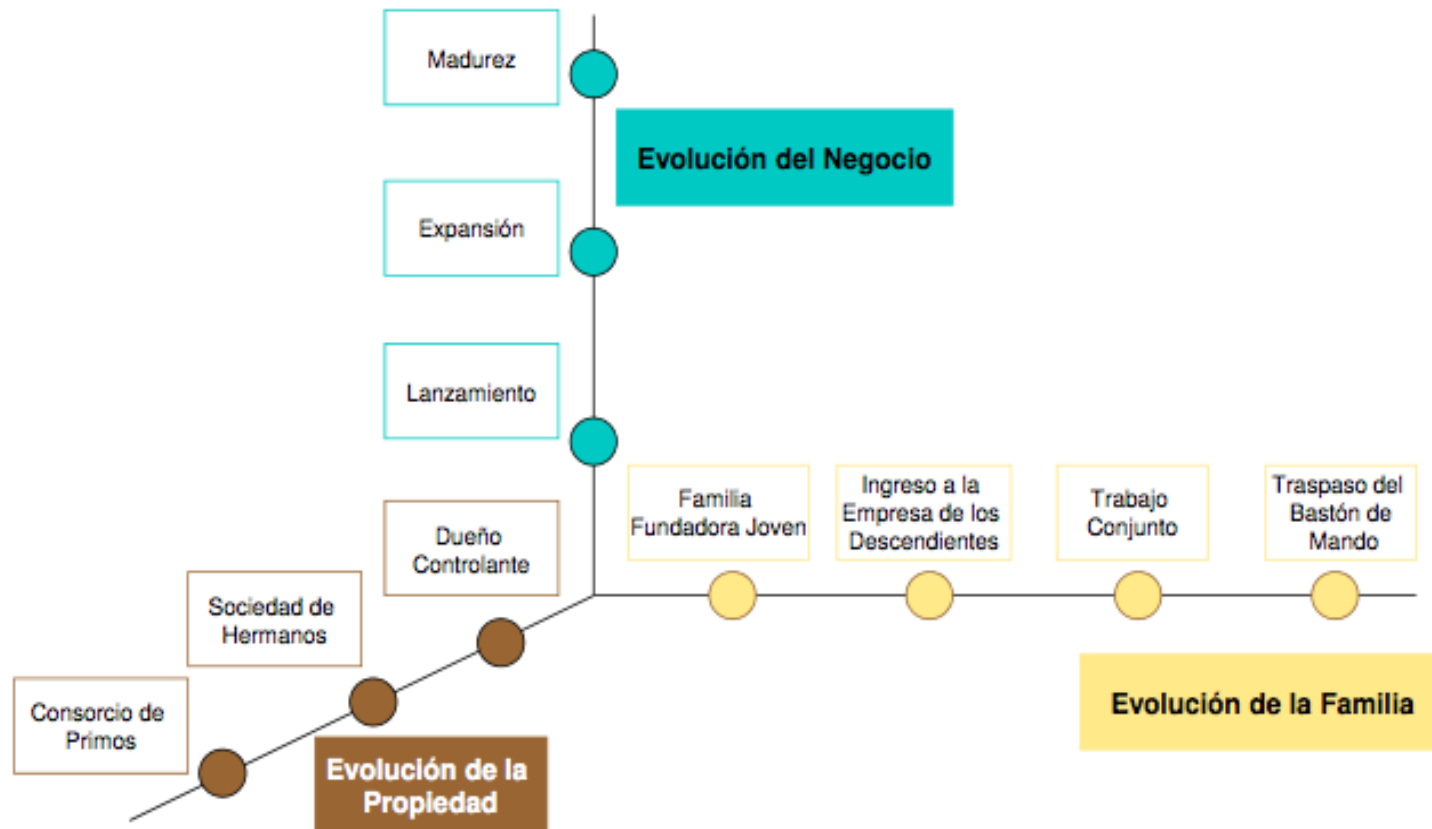 Madurez
Evolución del Negocio
Expansión
Lanzamiento
Familia
Fundadora Joven
Ingreso a la
Empresa de los
Descendientes
Trabajo
Conjunto
Traspaso del
Bastón de
Mando
Dueño
Controlante
Sociedad de
Hermanos
Consorcio de
Primos
Evolución de la Familia
Evolución de la
Propiedad